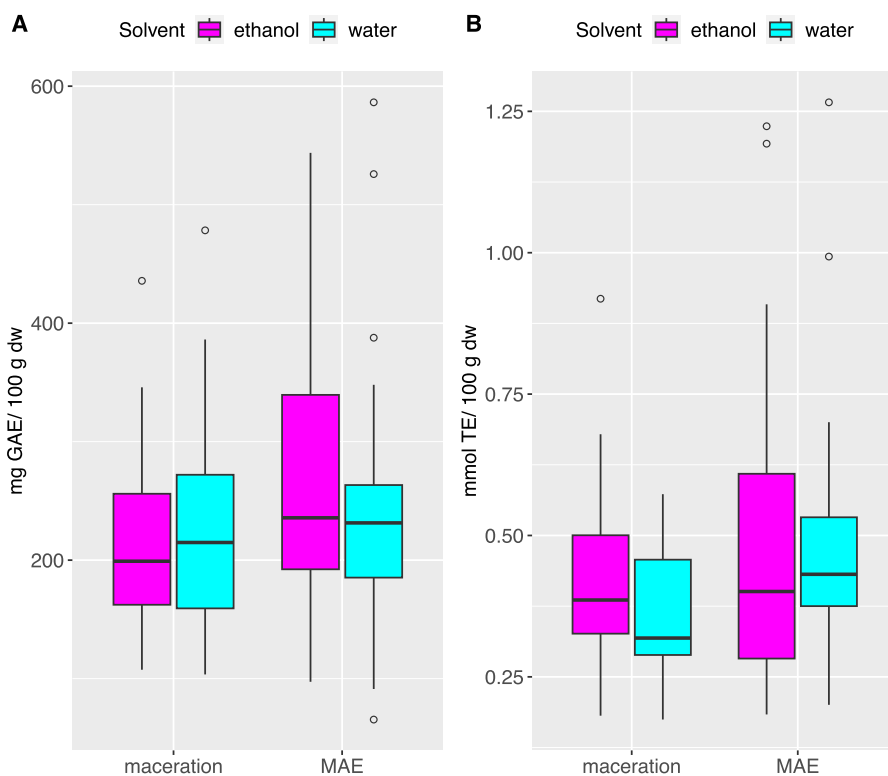 A
Solvent ethanol water
600
400
200
mg GAE/ 100 g dw
maceration MAE
B
Solvent ethanol water
1.25
1.00
0.75
0.50
0.25
mmol TE/ 100 g dw
maceration MAE